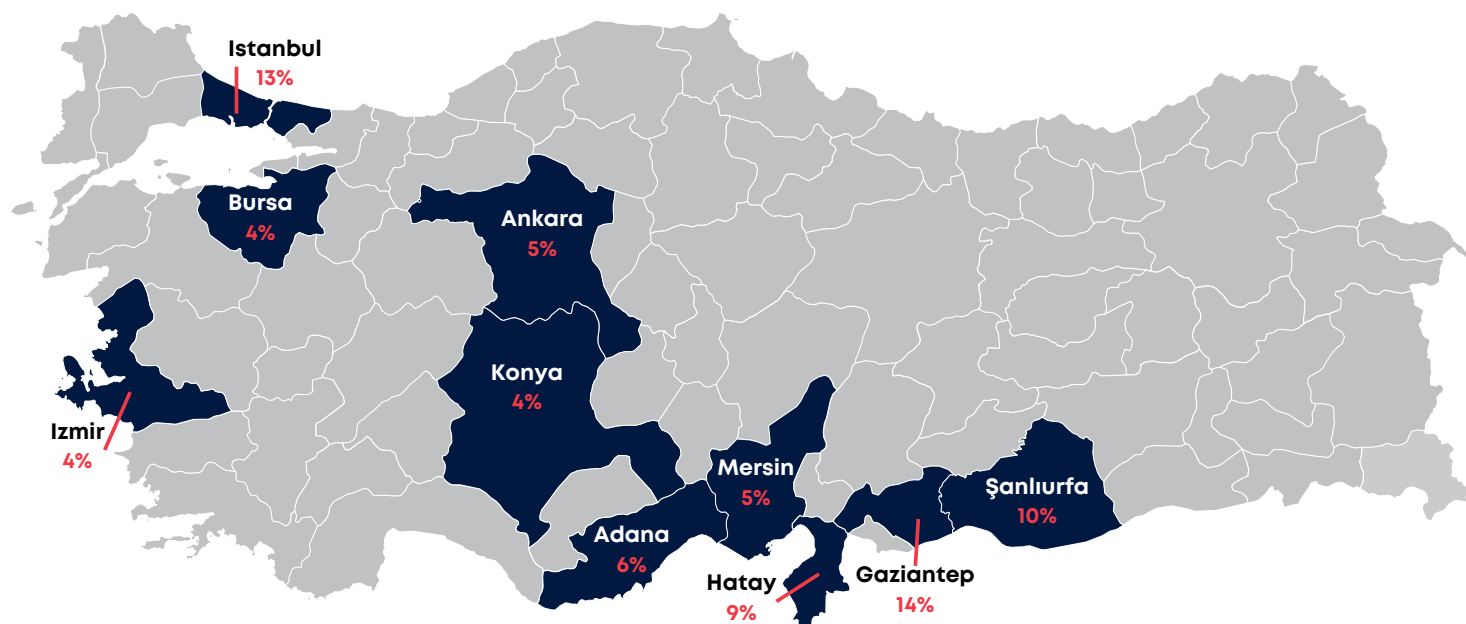 Istanbul
13%
Bursa
4%
Ankara
5%
Konya
4%
Izmir
4%
Mersin
5%
Şanlıurfa
10%
Adana
6%
Hatay
9%
Gaziantep
14%